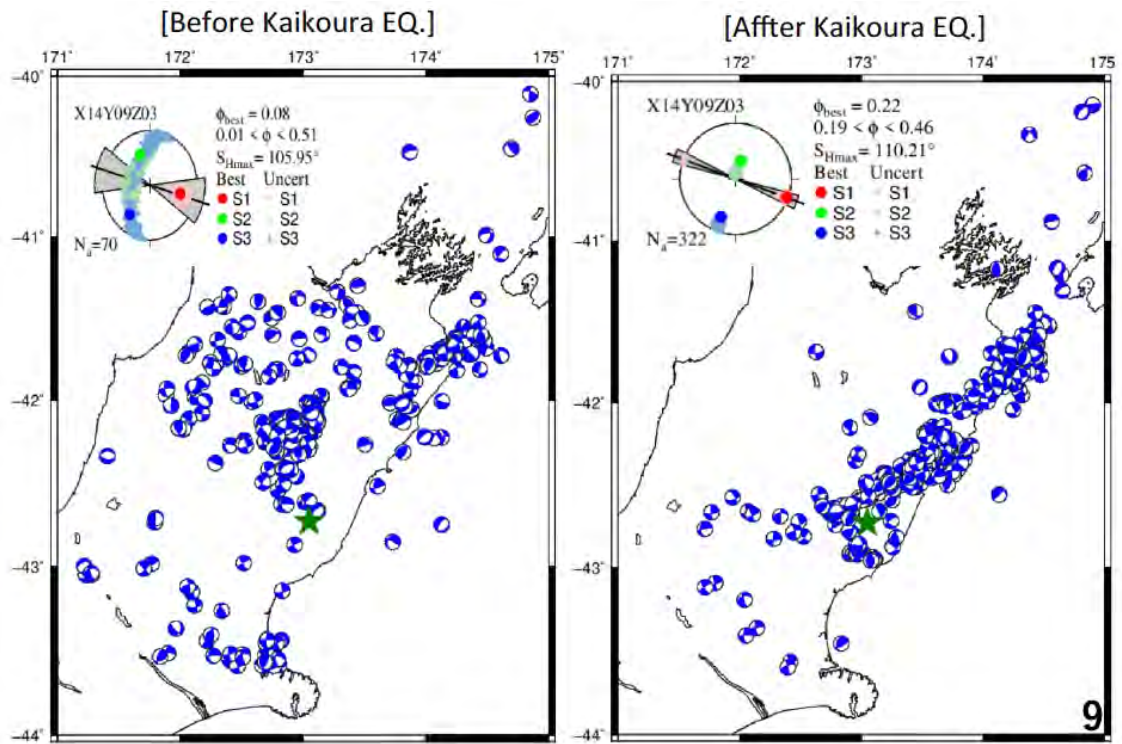 [Before Kaikoura EQ.]
171° 172° 173° 174° 175°
−40°
−41°
−42°
−43°
−44°
X14Y09Z03
ϕbest = 0.08
0.01 < ϕ < 0.51
SHmax = 105.95°
Best Uncert
S1 S1
S2 S2
S3 S3
Na=70
[Affter Kaikoura EQ.]
171° 172° 173° 174° 175
−40°
−41°
−42°
−43°
−44°
X14Y09Z03
ϕbest = 0.22
0.19 < ϕ < 0.46
SHmax = 110.21°
Best Uncert
S1 S1
S2 S2
S3 S3
Na=322
9